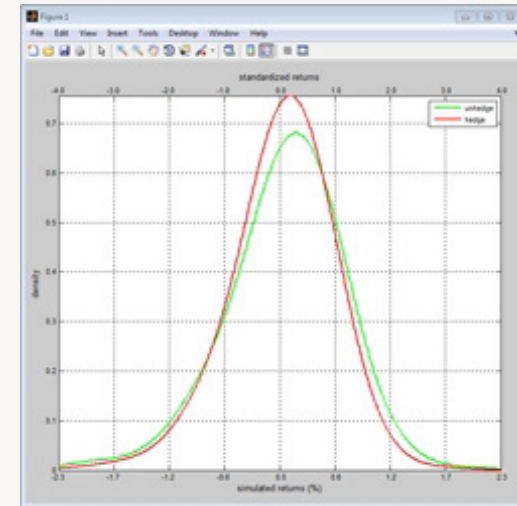 Figure 1
File Edit View Insert Tools Desktop Window Help
standardized returns
-4.0 -3.0 -2.0 -1.0 0.0 1.0 2.0 3.0 4.0
unhedge
hedge
0.7
0.6
0.5
0.4
0.3
0.2
0.1
0
density
-2.3 -1.7 -1.2 -0.6 0.0 0.6 1.2 1.7 2.3
simulated returns (%)